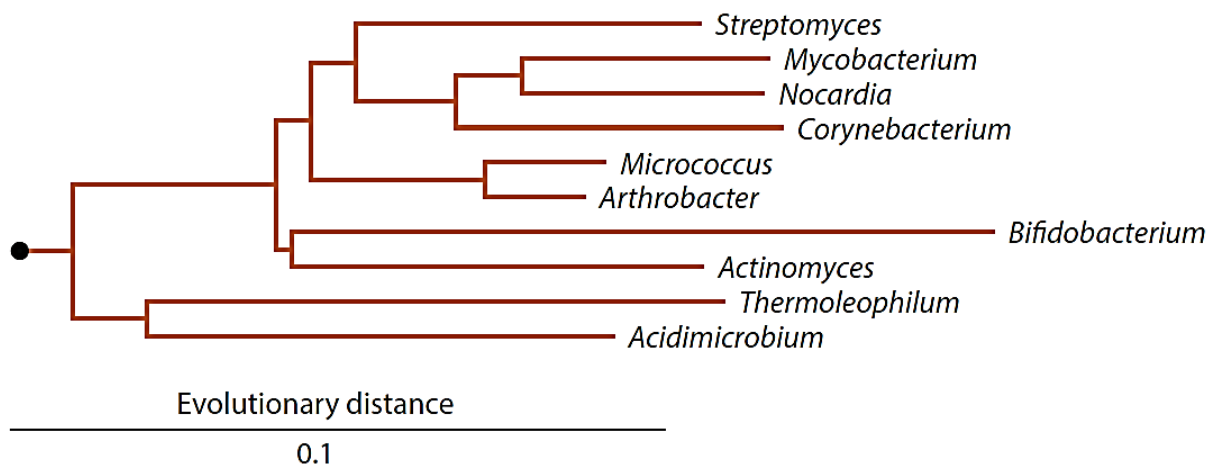 Streptomyces
Mycobacterium
Nocardia
Corynebacterium
Micrococcus
Arthrobacter
Bifidobacterium
Actinomyces
Thermoleophilum
Acidimicrobium
Evolutionary distance
0.1